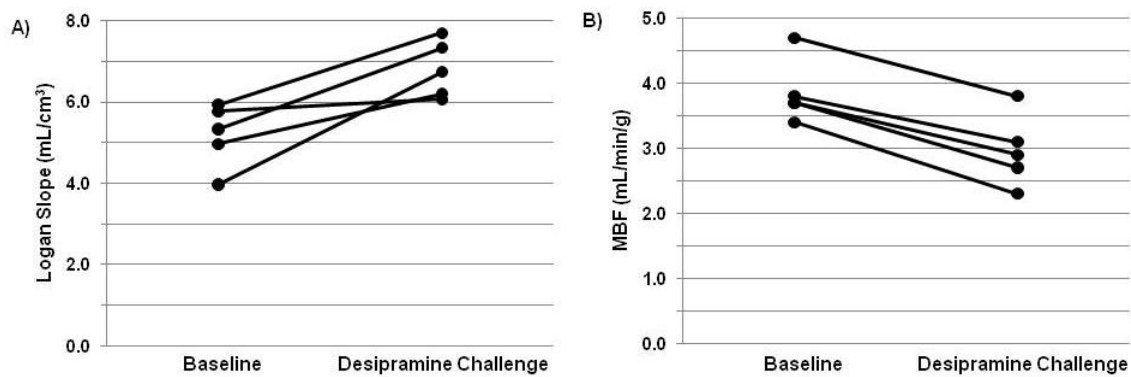 A)
Logan Slope (mL/cm³)
8.0
6.0
4.0
2.0
0.0
Baseline
Desipramine Challenge
B)
MBF (mL/min/g)
5.0
4.0
3.0
2.0
1.0
0.0
Baseline
Desipramine Challenge